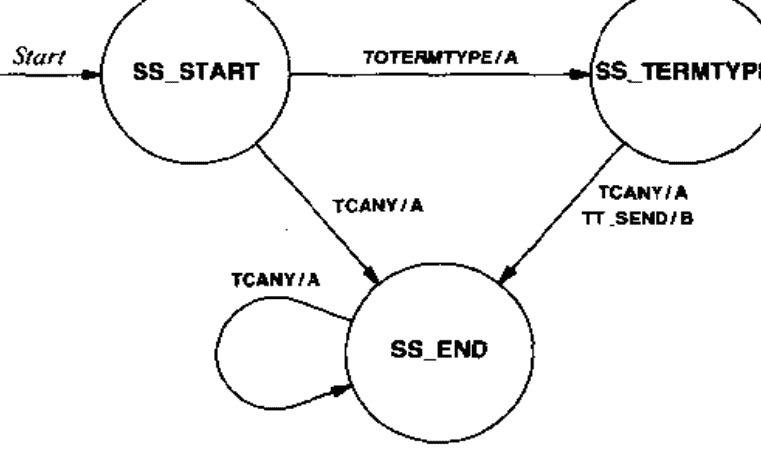 Start
SS_START
TOTERMTYPE/A
SS_TERMTYPE
TCANY/A
TCANY/A
TT_SEND/B
TCANY/A
SS_END